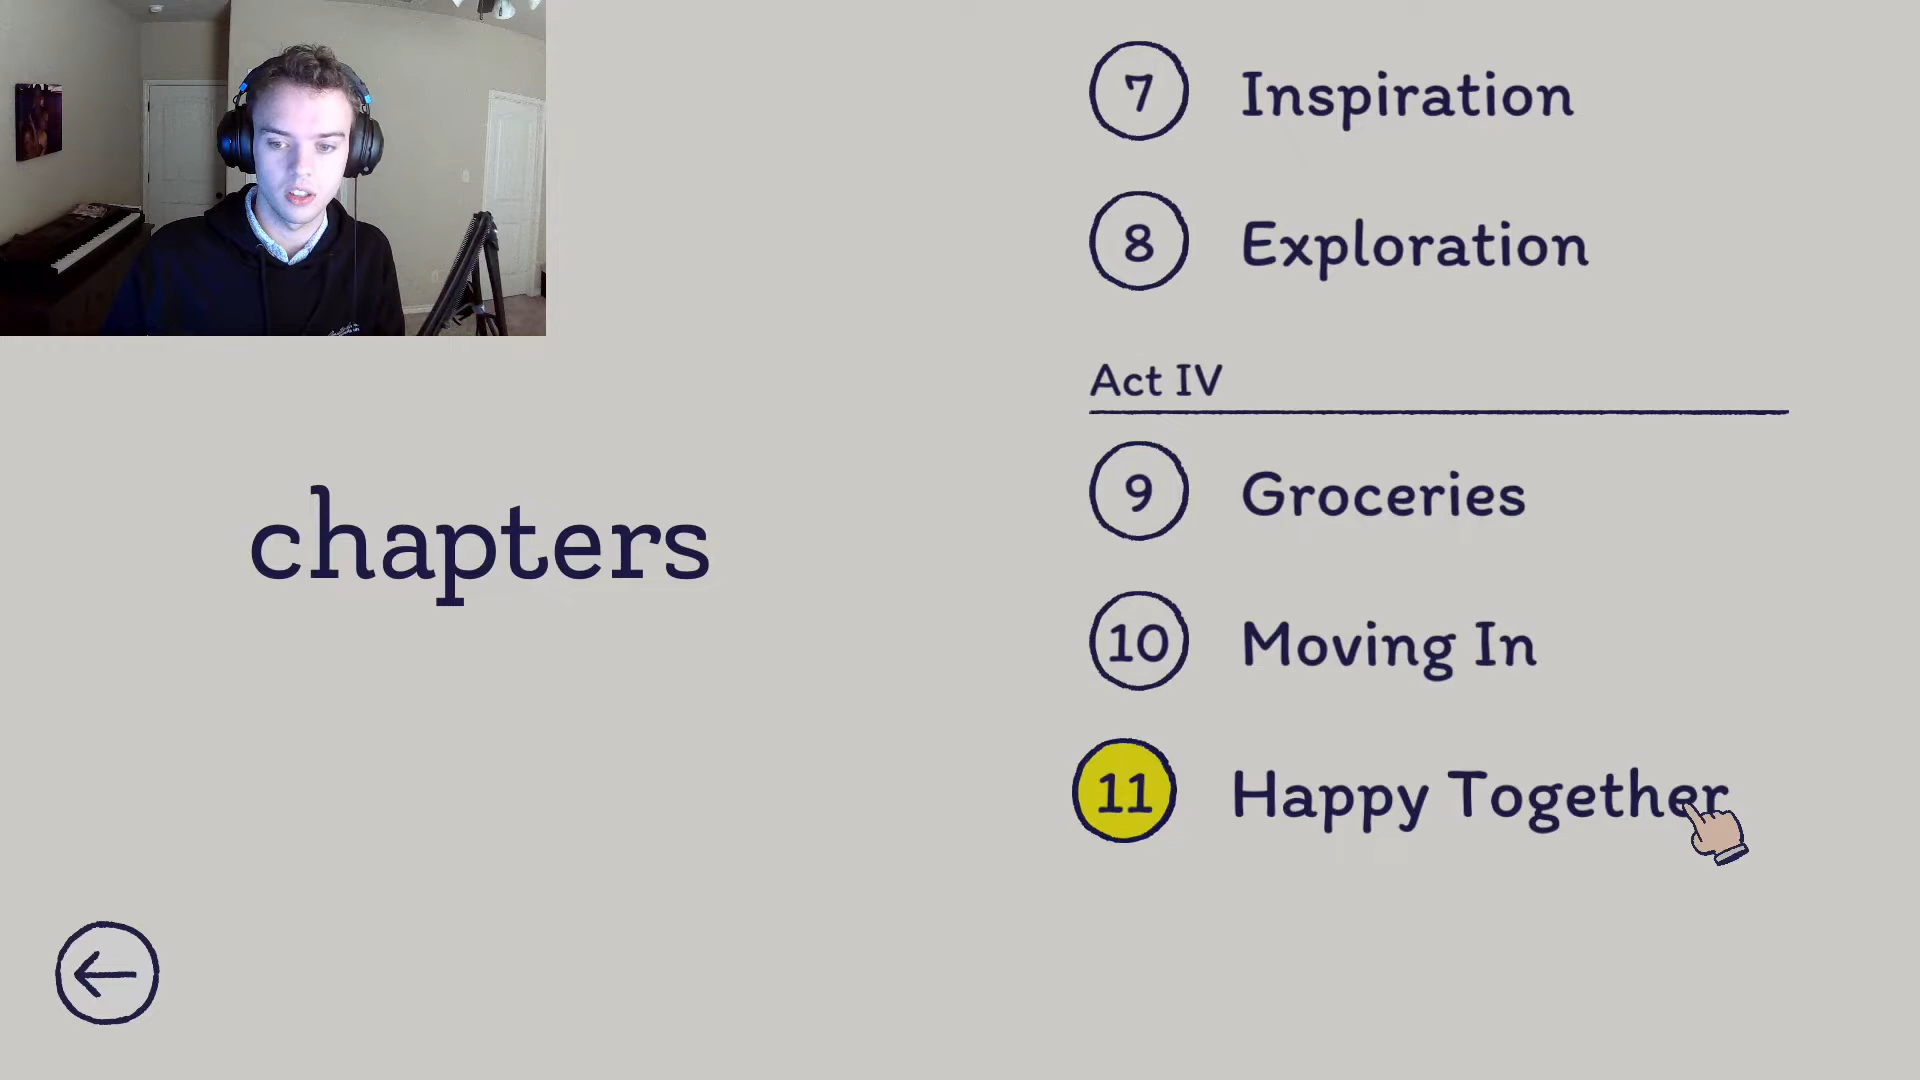 7 Inspiration
8 Exploration
Act IV
9 Groceries
chapters
10 Moving In
11 Happy Together